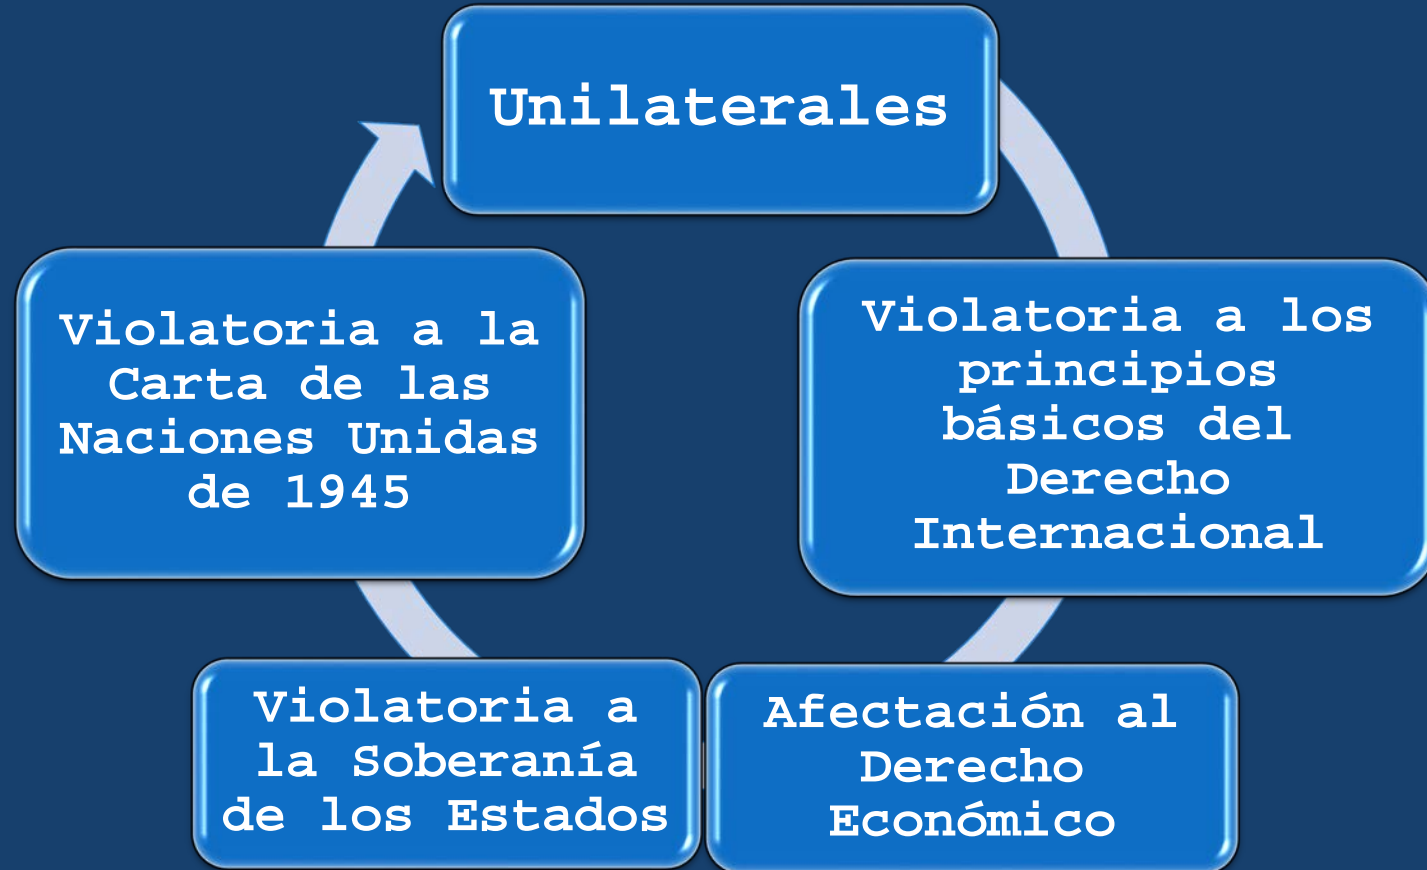 Unilaterales
Violatoria a los
principios
básicos del
Derecho
Internacional
Afectación al
Derecho
Económico
Violatoria a
la Soberanía
de los Estados
Violatoria a la
Carta de las
Naciones Unidas
de 1945